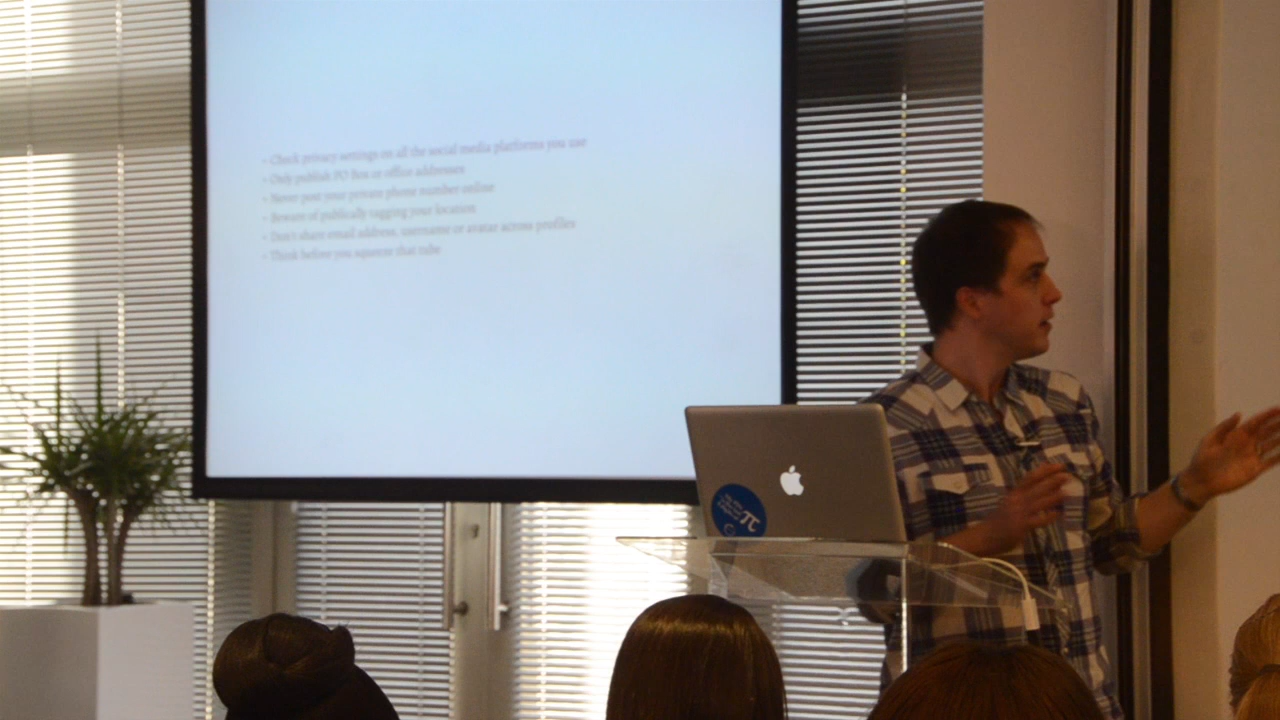 - Check privacy settings on all the social media platforms you use
- Only publish PO Box or office addresses
- Never post your private phone number online
- Beware of publically tagging your location
- Don't share email address, username or avatar across profiles
- Think before you squeeze that tube
π